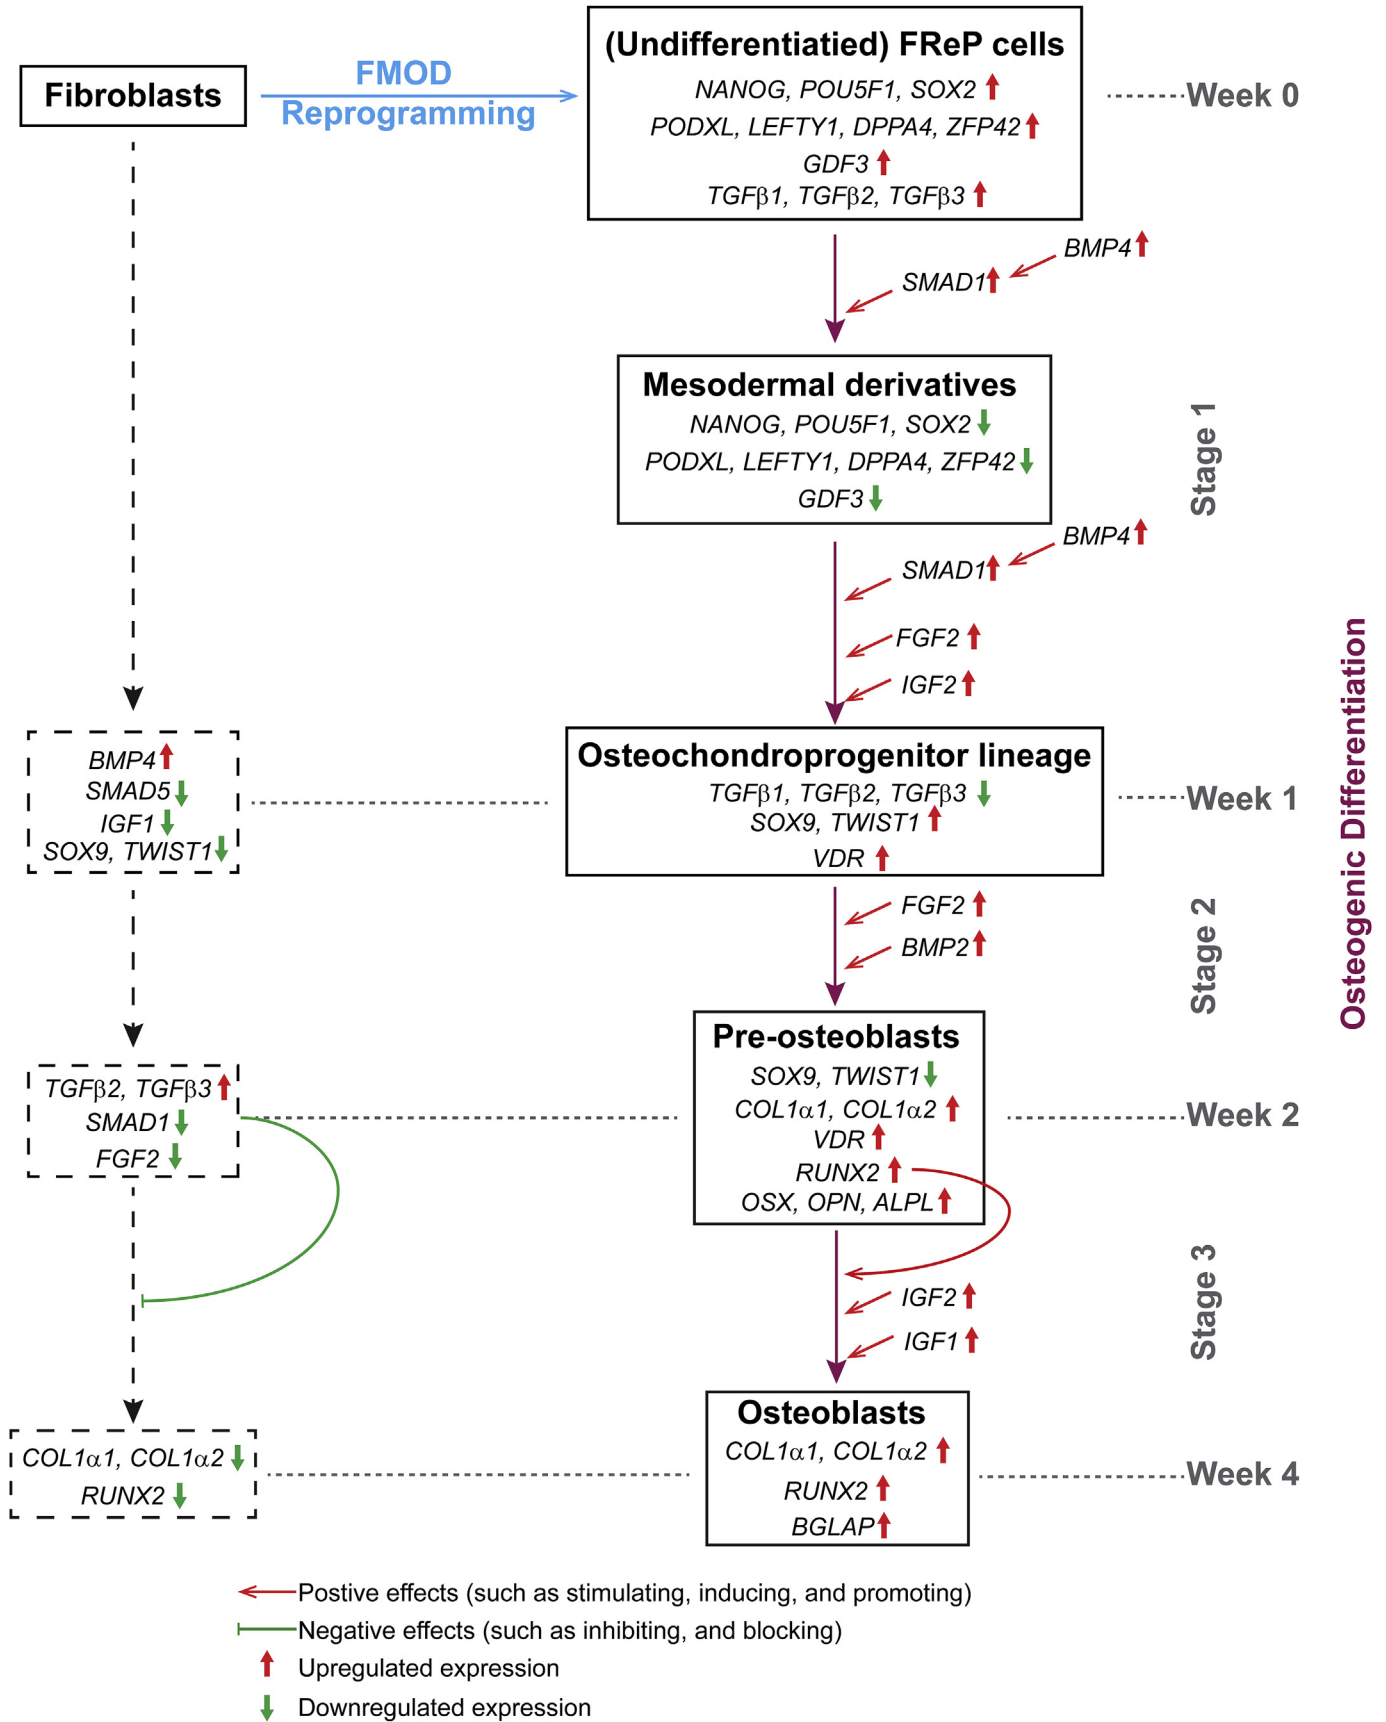 Fibroblasts
FMOD
Reprogramming
(Undifferentiatied) FReP cells
NANOG, POU5F1, SOX2
PODXL, LEFTY1, DPPA4, ZFP42
GDF3
TGFβ1, TGFβ2, TGFβ3
Week 0
BMP4
SMAD1
Mesodermal derivatives
NANOG, POU5F1, SOX2
PODXL, LEFTY1, DPPA4, ZFP42
GDF3
Stage 1
BMP4
SMAD1
FGF2
IGF2
Osteogenic Differentiation
BMP4
SMAD5
IGF1
SOX9, TWIST1
Osteochondroprogenitor lineage
TGFβ1, TGFβ2, TGFβ3
SOX9, TWIST1
VDR
Week 1
FGF2
BMP2
Stage 2
TGFβ2, TGFβ3
SMAD1
FGF2
Pre-osteoblasts
SOX9, TWIST1
COL1α1, COL1α2
VDR
RUNX2
OSX, OPN, ALPL
Week 2
IGF2
IGF1
Stage 3
COL1α1, COL1α2
RUNX2
Osteoblasts
COL1α1, COL1α2
RUNX2
BGLAP
Week 4
Postive effects (such as stimulating, inducing, and promoting)
Negative effects (such as inhibiting, and blocking)
Upregulated expression
Downregulated expression